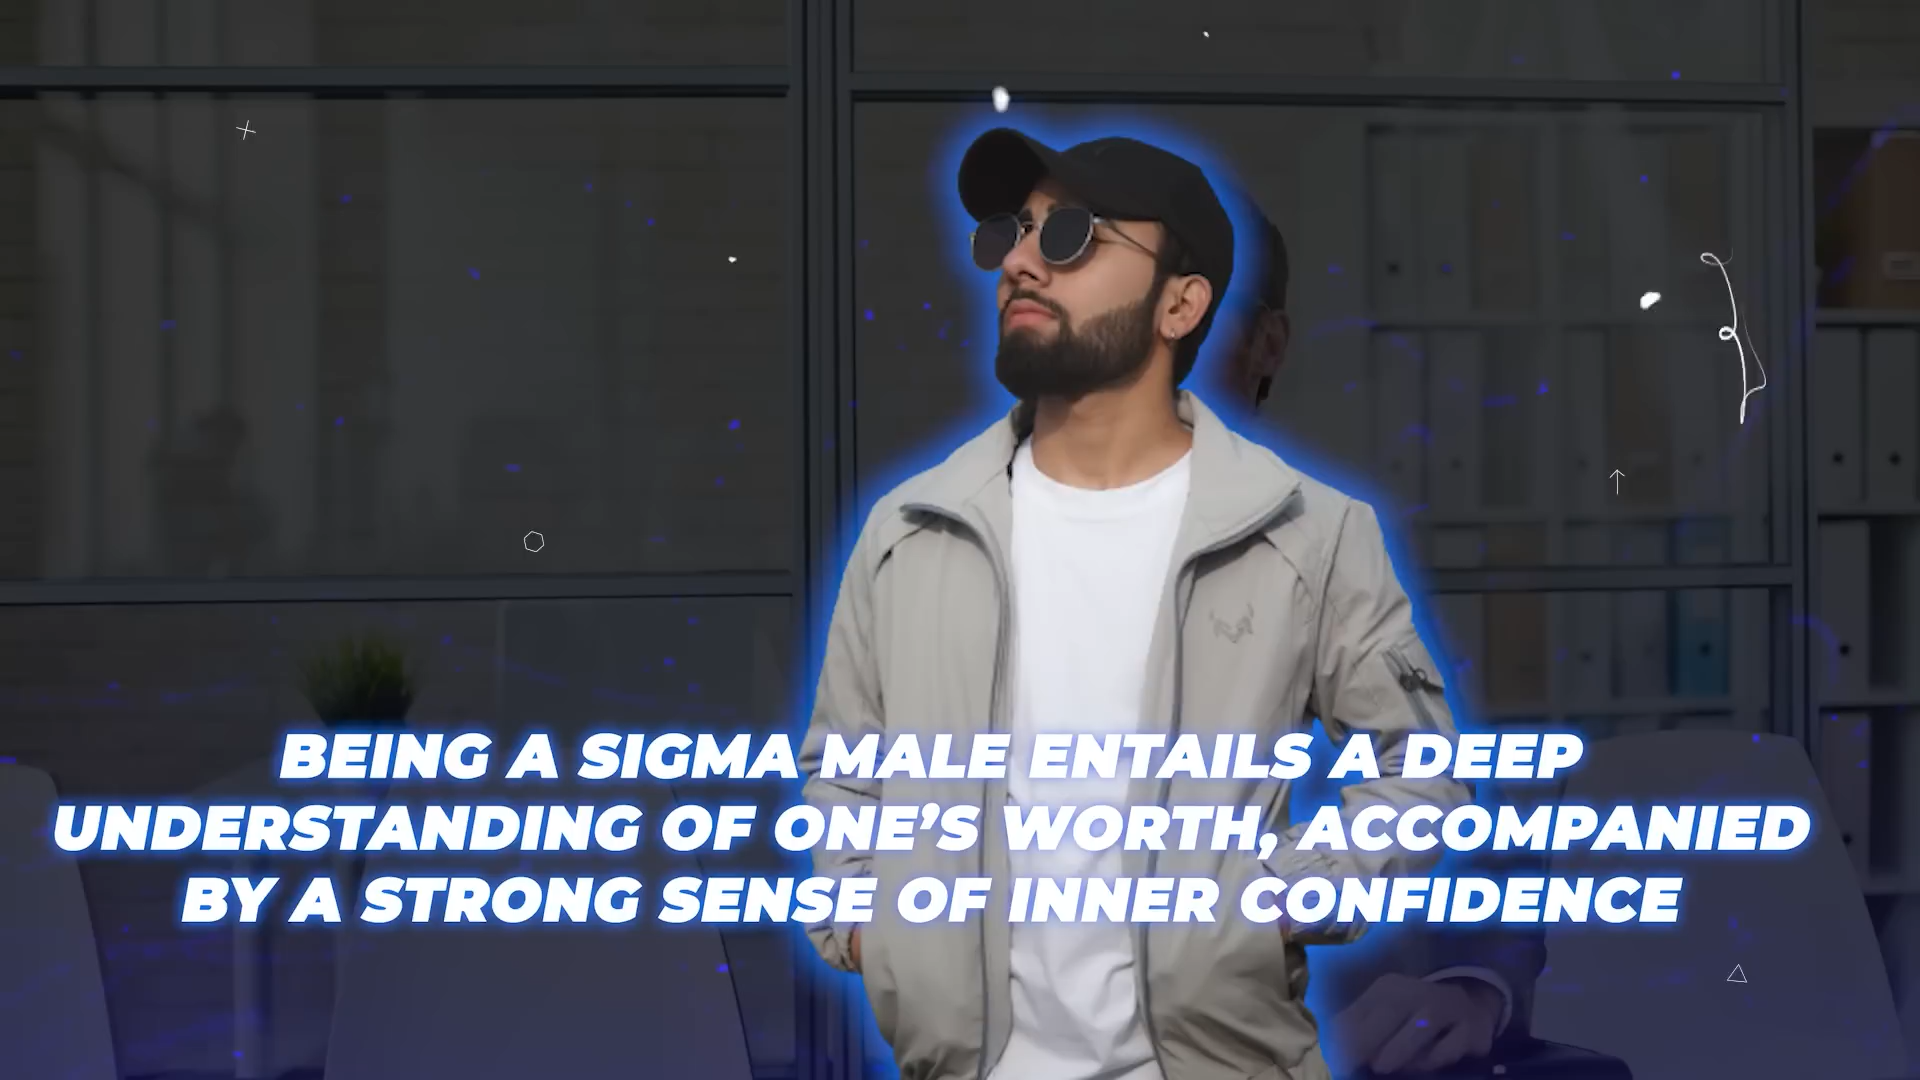 BEING A SIGMA MALE ENTAILS A DEEP
UNDERSTANDING OF ONE’S WORTH, ACCOMPANIED
BY A STRONG SENSE OF INNER CONFIDENCE